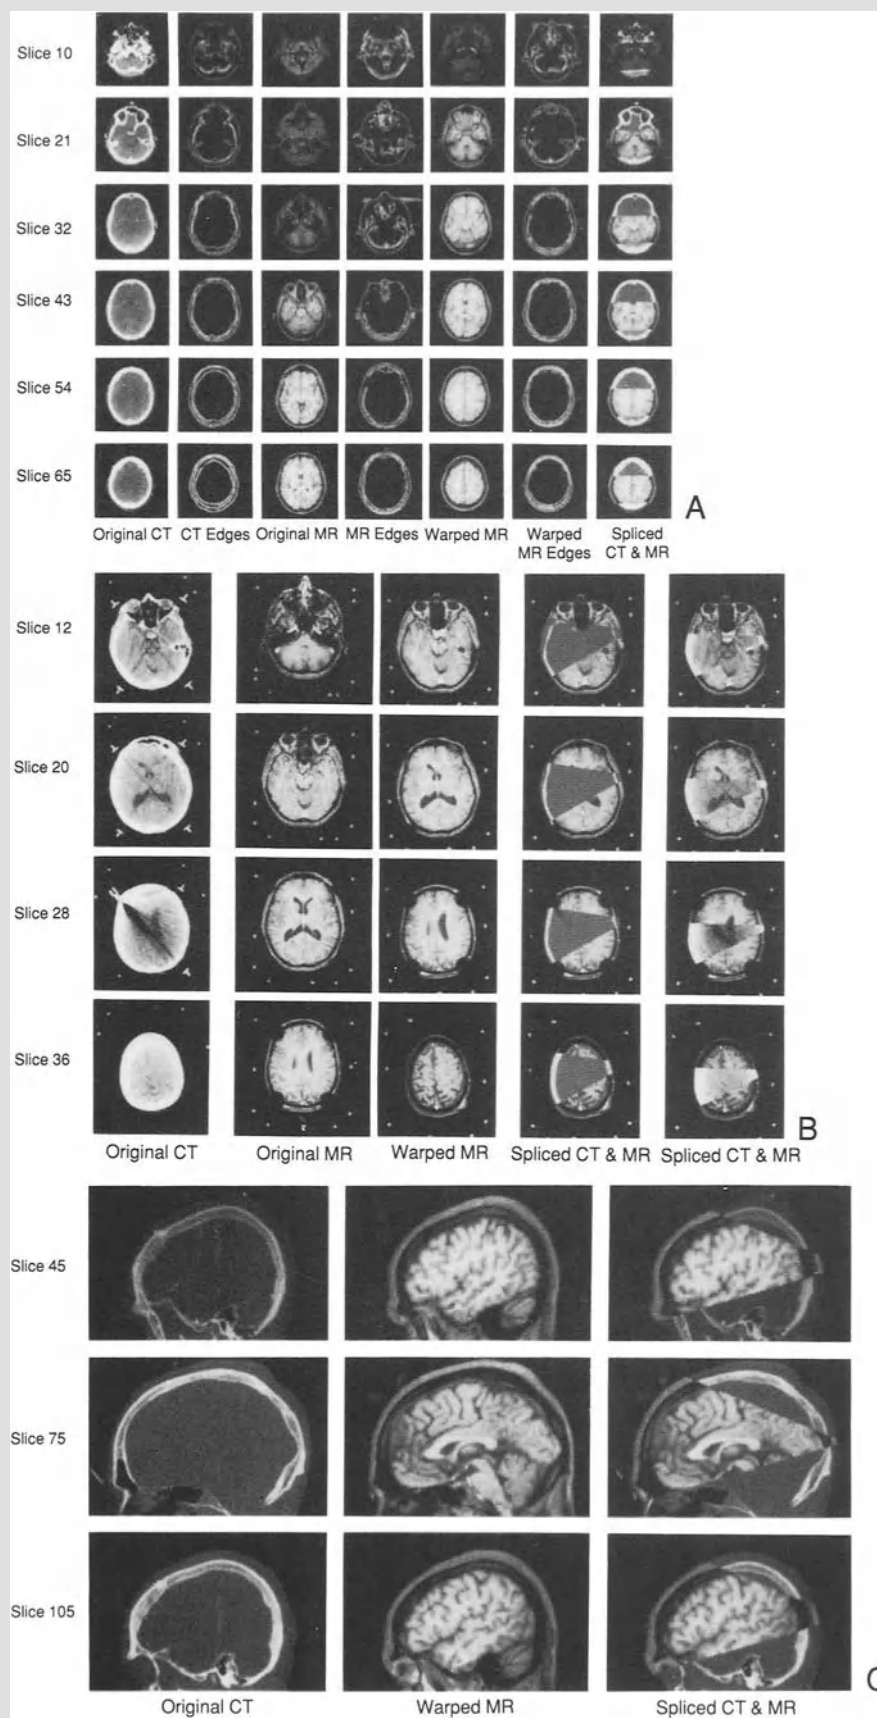 Slice 10
Slice 21
Slice 32
Slice 43
Slice 54
Slice 65
A
Original CT CT Edges Original MR MR Edges Warped MR Warped MR Edges Spliced CT & MR
Slice 12
Slice 20
Slice 28
Slice 36
B
Original CT Original MR Warped MR Spliced CT & MR Spliced CT & MR
Slice 45
Slice 75
Slice 105
C
Original CT Warped MR Spliced CT & MR